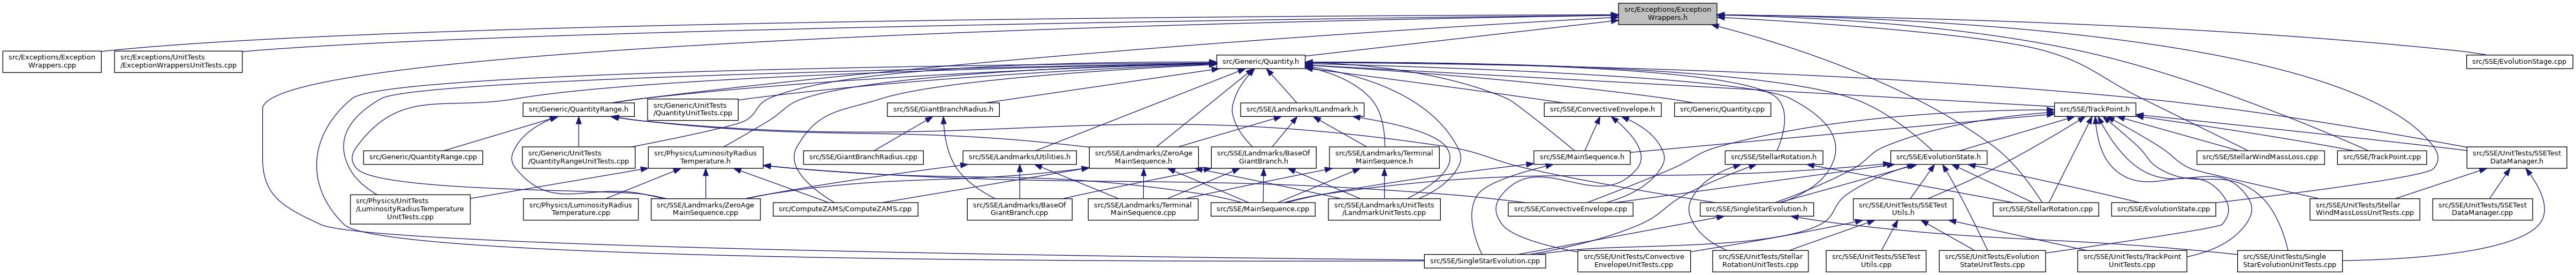 src/Exceptions/Exception
Wrappers.h
src/Exceptions/Exception
Wrappers.cpp
src/Exceptions/UnitTests
/ExceptionWrappersUnitTests.cpp
src/Generic/Quantity.h
src/SSE/EvolutionStage.cpp
src/Generic/QuantityRange.h
src/Generic/UnitTests
/QuantityUnitTests.cpp
src/SSE/GiantBranchRadius.h
src/SSE/Landmarks/ILandmark.h
src/SSE/ConvectiveEnvelope.h
src/Generic/Quantity.cpp
src/SSE/TrackPoint.h
src/Generic/QuantityRange.cpp
src/Generic/UnitTests
/QuantityRangeUnitTests.cpp
src/Physics/LuminosityRadius
Temperature.h
src/SSE/GiantBranchRadius.cpp
src/SSE/Landmarks/Utilities.h
src/SSE/Landmarks/ZeroAge
MainSequence.h
src/SSE/Landmarks/BaseOf
GiantBranch.h
src/SSE/Landmarks/Terminal
MainSequence.h
src/SSE/MainSequence.h
src/SSE/StellarRotation.h
src/SSE/EvolutionState.h
src/SSE/StellarWindMassLoss.cpp
src/SSE/TrackPoint.cpp
src/SSE/UnitTests/SSETest
DataManager.h
src/Physics/UnitTests
/LuminosityRadiusTemperature
UnitTests.cpp
src/Physics/LuminosityRadius
Temperature.cpp
src/SSE/Landmarks/ZeroAge
MainSequence.cpp
src/ComputeZAMS/ComputeZAMS.cpp
src/SSE/Landmarks/BaseOf
GiantBranch.cpp
src/SSE/Landmarks/Terminal
MainSequence.cpp
src/SSE/MainSequence.cpp
src/SSE/Landmarks/UnitTests
/LandmarkUnitTests.cpp
src/SSE/ConvectiveEnvelope.cpp
src/SSE/SingleStarEvolution.h
src/SSE/UnitTests/SSETest
Utils.h
src/SSE/StellarRotation.cpp
src/SSE/EvolutionState.cpp
src/SSE/UnitTests/Stellar
WindMassLossUnitTests.cpp
src/SSE/UnitTests/SSETest
DataManager.cpp
src/SSE/SingleStarEvolution.cpp
src/SSE/UnitTests/Convective
EnvelopeUnitTests.cpp
src/SSE/UnitTests/Stellar
RotationUnitTests.cpp
src/SSE/UnitTests/SSETest
Utils.cpp
src/SSE/UnitTests/Evolution
StateUnitTests.cpp
src/SSE/UnitTests/TrackPoint
UnitTests.cpp
src/SSE/UnitTests/Single
StarEvolutionUnitTests.cpp